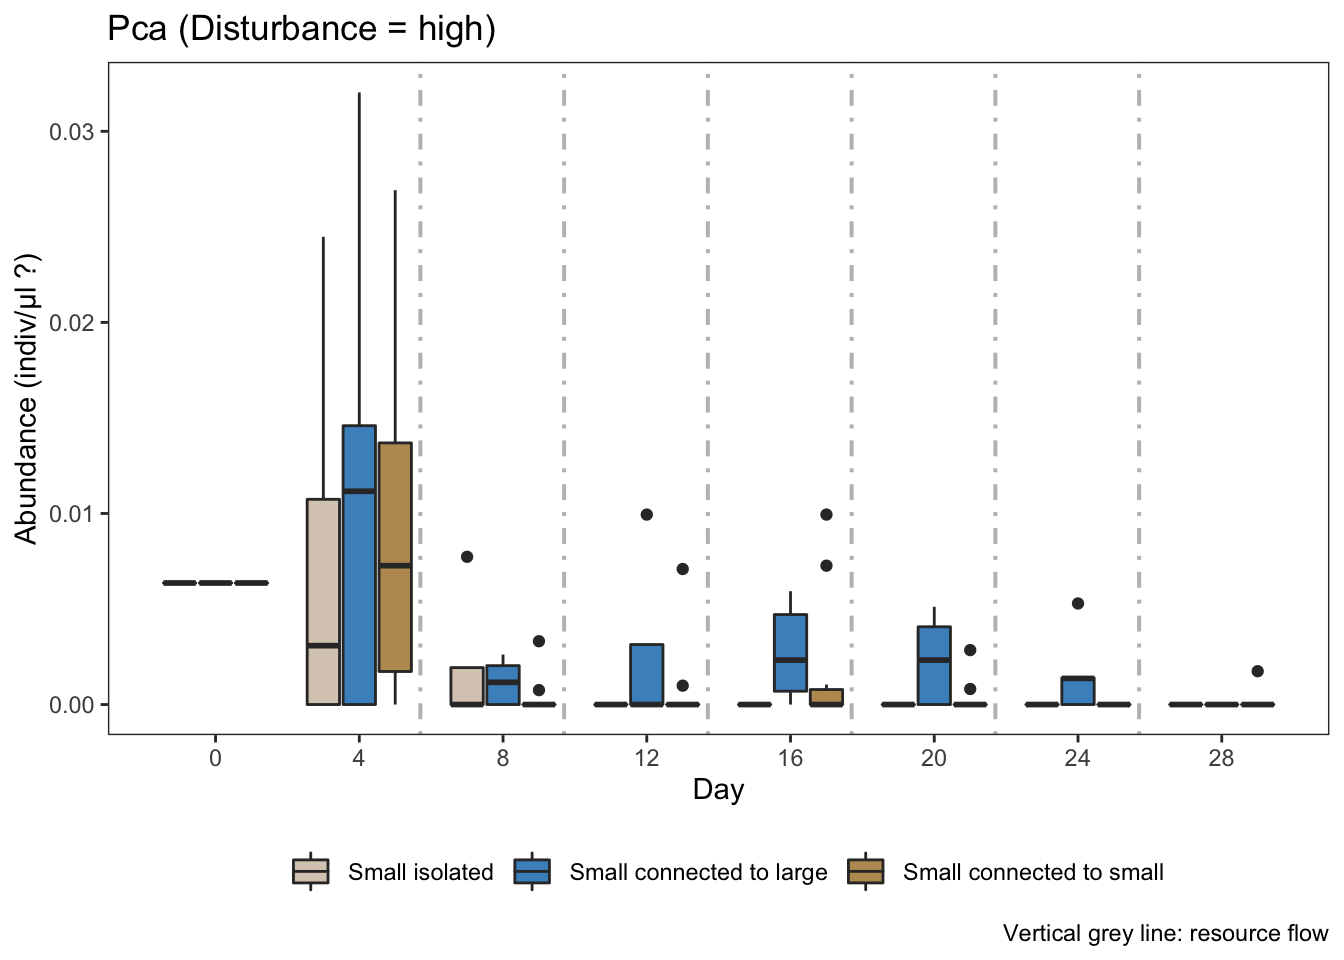 Pca (Disturbance = high)
Abundance (indiv/µl ?)
0.03
0.02
0.01
0.00
0 4 8 12 16 20 24 28
Day
Small isolated Small connected to large Small connected to small
Vertical grey line: resource flow